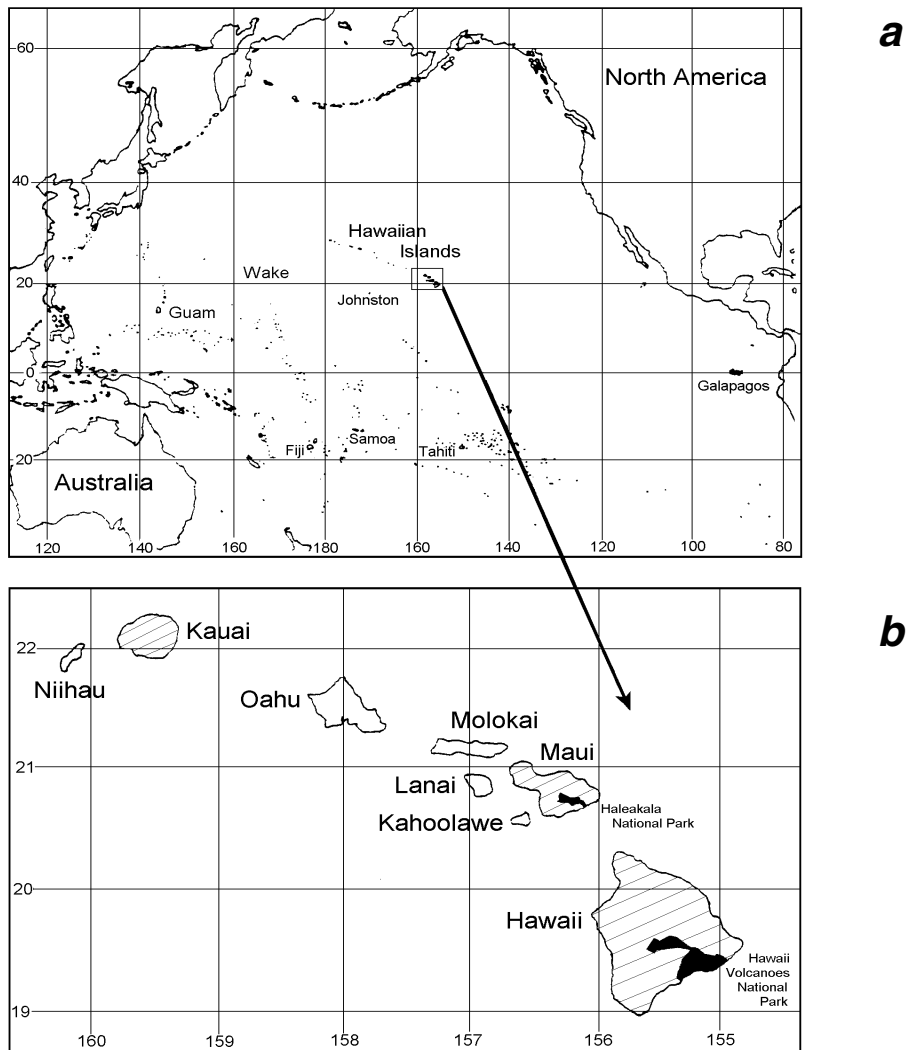 a
60
North America
40
Hawaiian
Islands
Wake
20
Johnston
Guam
0
Galapagos
Samoa
Fiji
Tahiti
20
Australia
120 140 160 180 160 140 120 100 80
b
22
Kauai
Niihau
Oahu
Molokai
Maui
21
Lanai
Haleakala
National Park
Kahoolawe
20
Hawaii
Hawaii
Volcanoes
National
Park
19
160 159 158 157 156 155